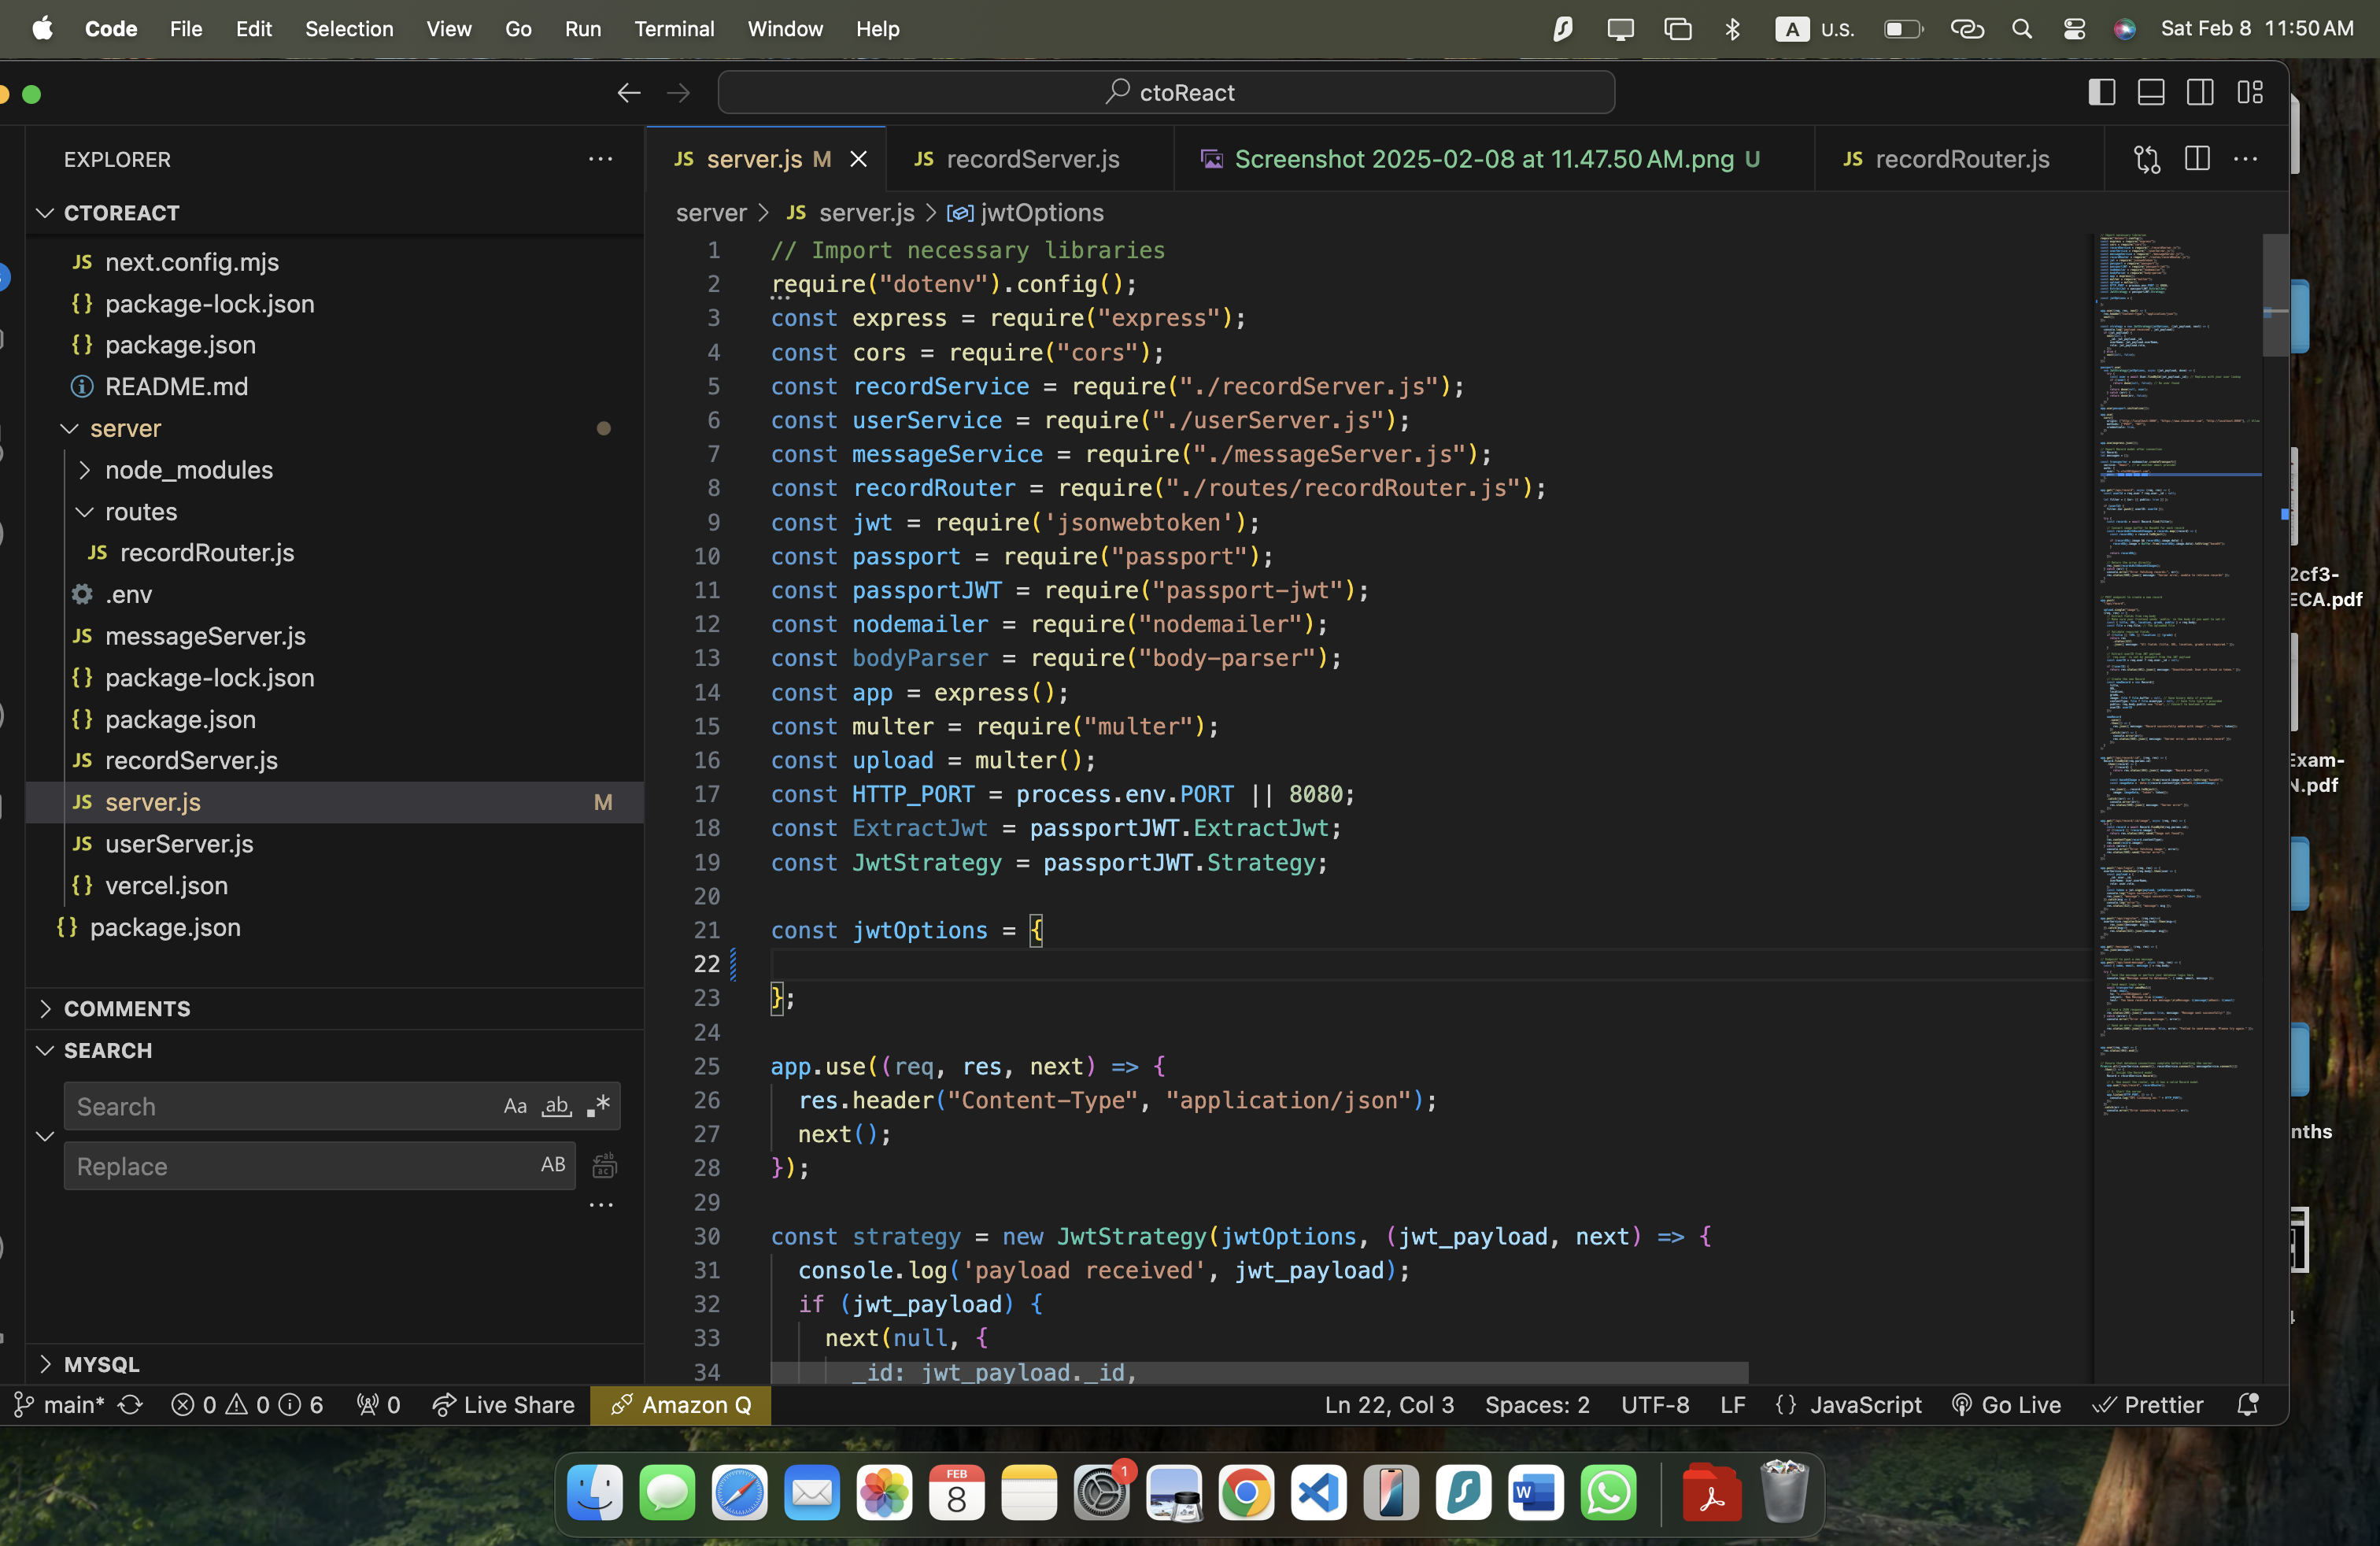 Code File Edit Selection View Go Run Terminal Window Help A U.S. Sat Feb 8 11:50 AM
ctoReact
EXPLORER
CTOREACT
JS next.config.mjs
{} package-lock.json
{} package.json
README.md
server
node_modules
routes
JS recordRouter.js
.env
JS messageServer.js
{} package-lock.json
{} package.json
JS recordServer.js
JS server.js M
JS userServer.js
{} vercel.json
{} package.json
COMMENTS
SEARCH
Search Aa ab
Replace AB
MYSQL
JS server.js M JS recordServer.js Screenshot 2025-02-08 at 11.47.50 AM.png U JS recordRouter.js
server > JS server.js > jwtOptions
1 // Import necessary libraries
2 require("dotenv").config();
3 const express = require("express");
4 const cors = require("cors");
5 const recordService = require("./recordServer.js");
6 const userService = require("./userServer.js");
7 const messageService = require("./messageServer.js");
8 const recordRouter = require("./routes/recordRouter.js");
9 const jwt = require('jsonwebtoken');
10 const passport = require("passport");
11 const passportJWT = require("passport-jwt");
12 const nodemailer = require("nodemailer");
13 const bodyParser = require("body-parser");
14 const app = express();
15 const multer = require("multer");
16 const upload = multer();
17 const HTTP_PORT = process.env.PORT || 8080;
18 const ExtractJwt = passportJWT.ExtractJwt;
19 const JwtStrategy = passportJWT.Strategy;
20
21 const jwtOptions = {
22
23 };
24
25 app.use((req, res, next) => {
26 res.header("Content-Type", "application/json");
27 next();
28 });
29
30 const strategy = new JwtStrategy(jwtOptions, (jwt_payload, next) => {
31 console.log('payload received', jwt_payload);
32 if (jwt_payload) {
33 next(null, {
34 _id: jwt_payload._id,
2cf3-
ECA.pdf
Exam-
N.pdf
nths
main* 0 0 6 0 Live Share Amazon Q Ln 22, Col 3 Spaces: 2 UTF-8 LF {} JavaScript Go Live Prettier
FEB
8
1
W